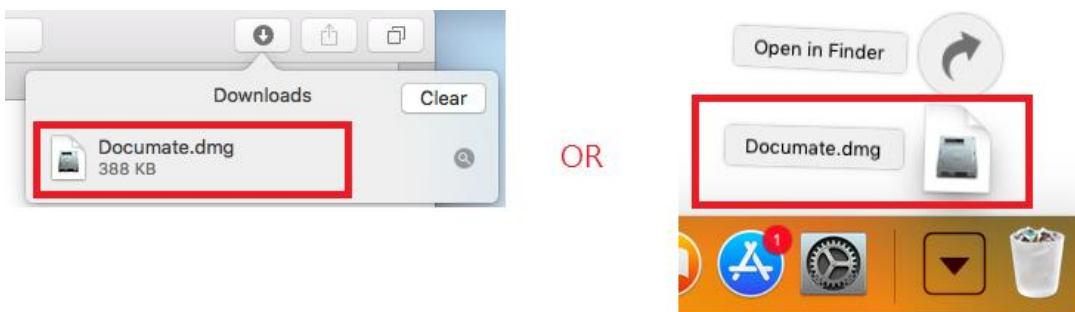 Downloads
Clear
Documate.dmg
388 KB
OR
Open in Finder
Documate.dmg
1